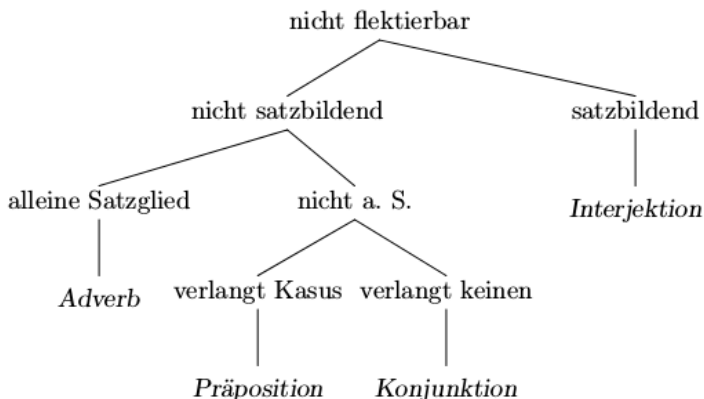 nicht flektierbar
nicht satzbildend satzbildend
alleine Satzglied nicht a. S. Interjektion
Adverb verlangt Kasus verlangt keinen
Präposition Konjunktion